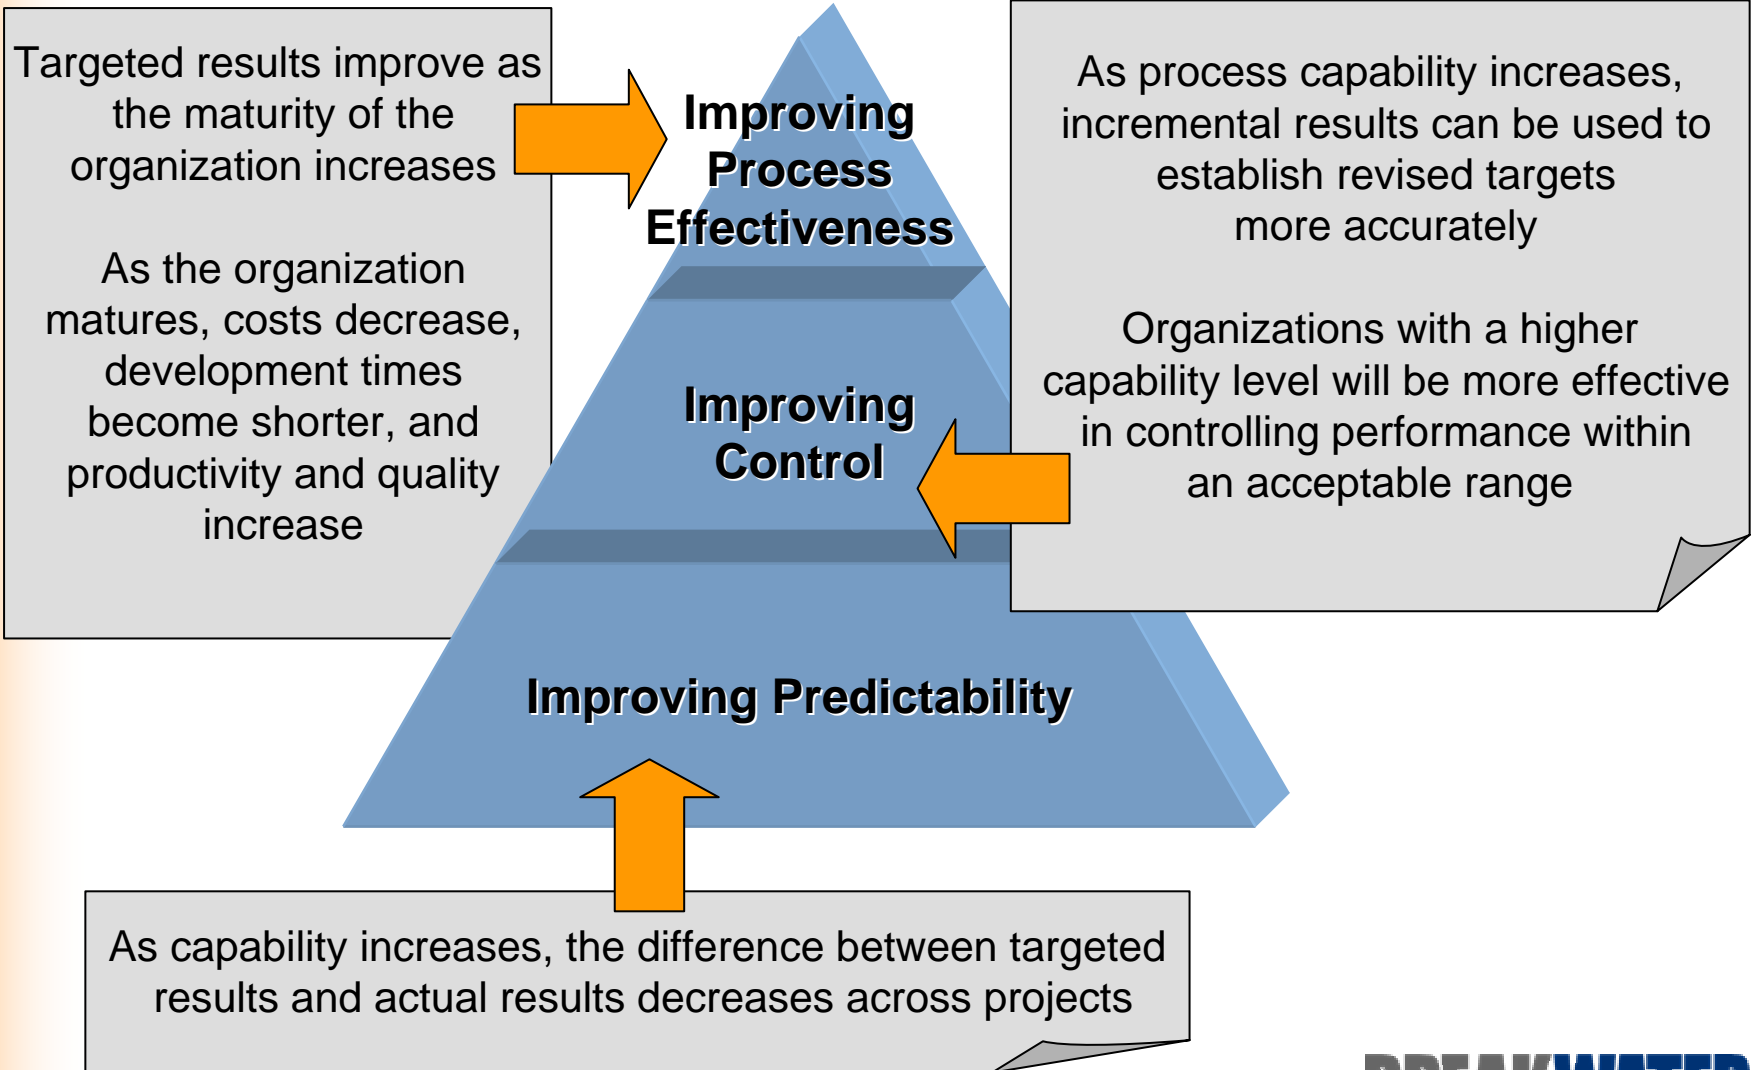 Targeted results improve as
the maturity of the
organization increases
As the organization
matures, costs decrease,
development times
become shorter, and
productivity and quality
increase
Improving
Process
Effectiveness
Improving
Control
Improving Predictability
As process capability increases,
incremental results can be used to
establish revised targets
more accurately
Organizations with a higher
capability level will be more effective
in controlling performance within
an acceptable range
As capability increases, the difference between targeted
results and actual results decreases across projects
BREAKWATER